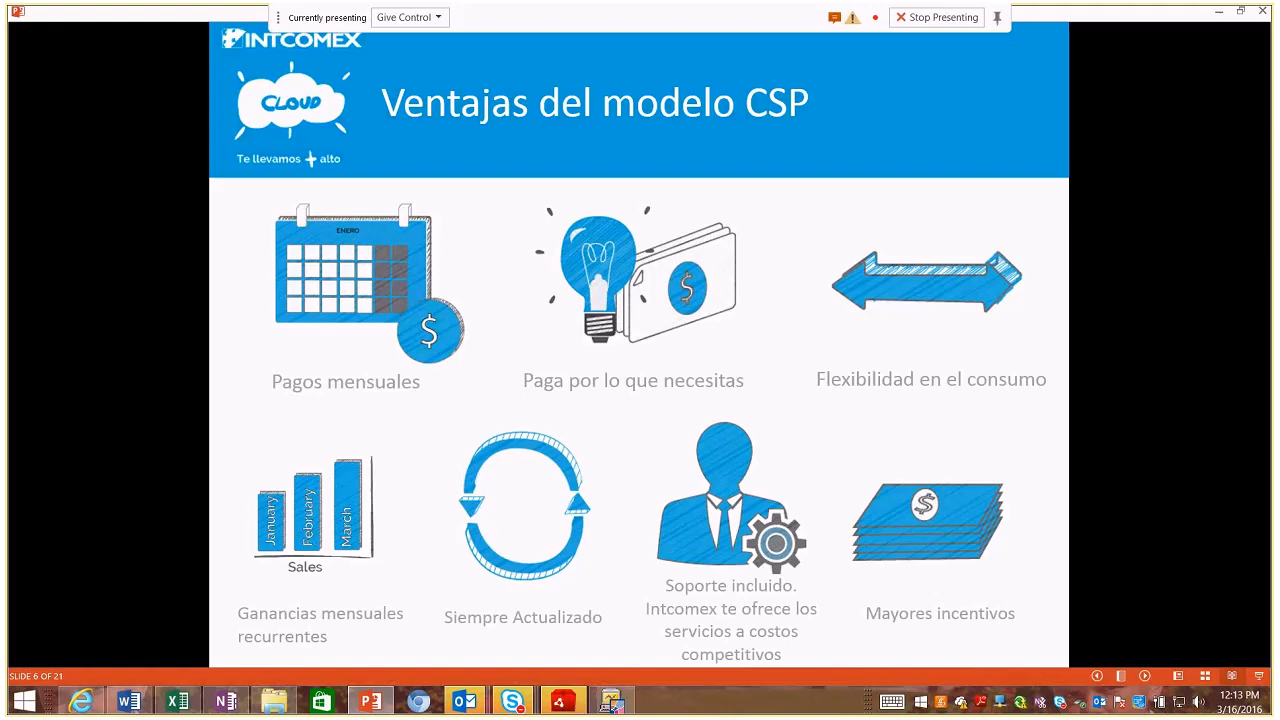 Currently presenting
Give Control
Stop Presenting
INTCOMEX
CLOUD
Te llevamos + alto
Ventajas del modelo CSP
ENERO
$
$
Pagos mensuales
Paga por lo que necesitas
Flexibilidad en el consumo
January
February
March
Sales
$
Ganancias mensuales
recurrentes
Siempre Actualizado
Soporte incluido.
Intcomex te ofrece los
servicios a costos
competitivos
Mayores incentivos
SLIDE 6 OF 21
12:13 PM
3/16/2016